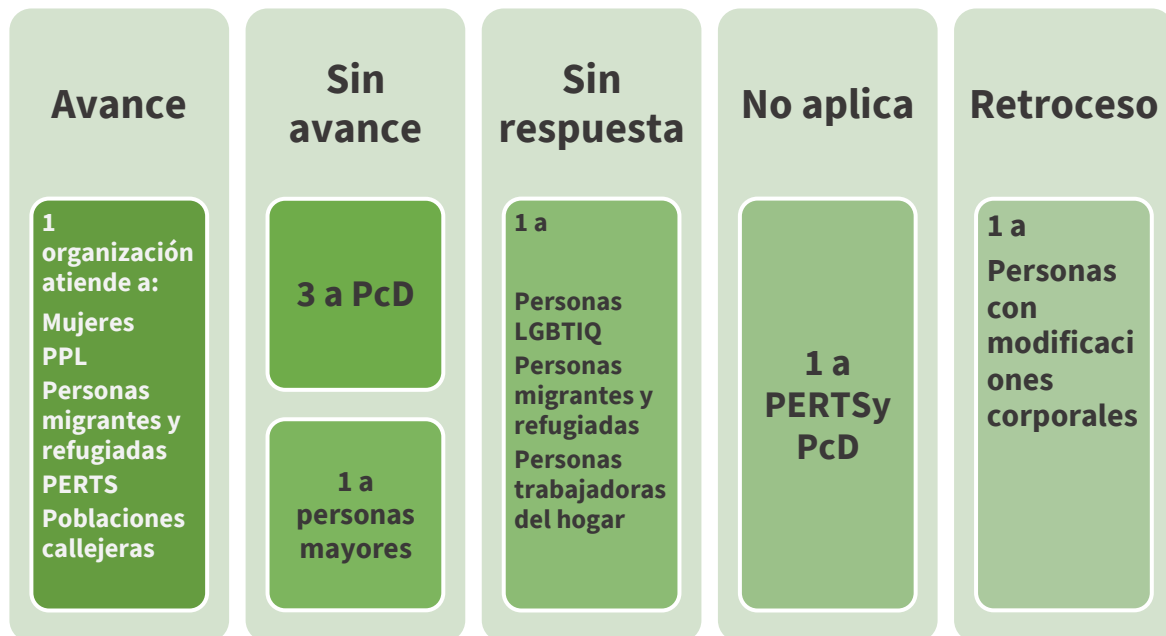 Avance
1
organización
atiende a:
Mujeres
PPL
Personas
migrantes y
refugiadas
PERTS
Poblaciones
callejeras
Sin
avance
3 a PcD
1 a
personas
mayores
Sin
respuesta
1 a
Personas
LGBTIQ
Personas
migrantes y
refugiadas
Personas
trabajadoras
del hogar
No aplica
1 a
PERTSy
PcD
Retroceso
1 a
Personas
con
modificaci
ones
corporales